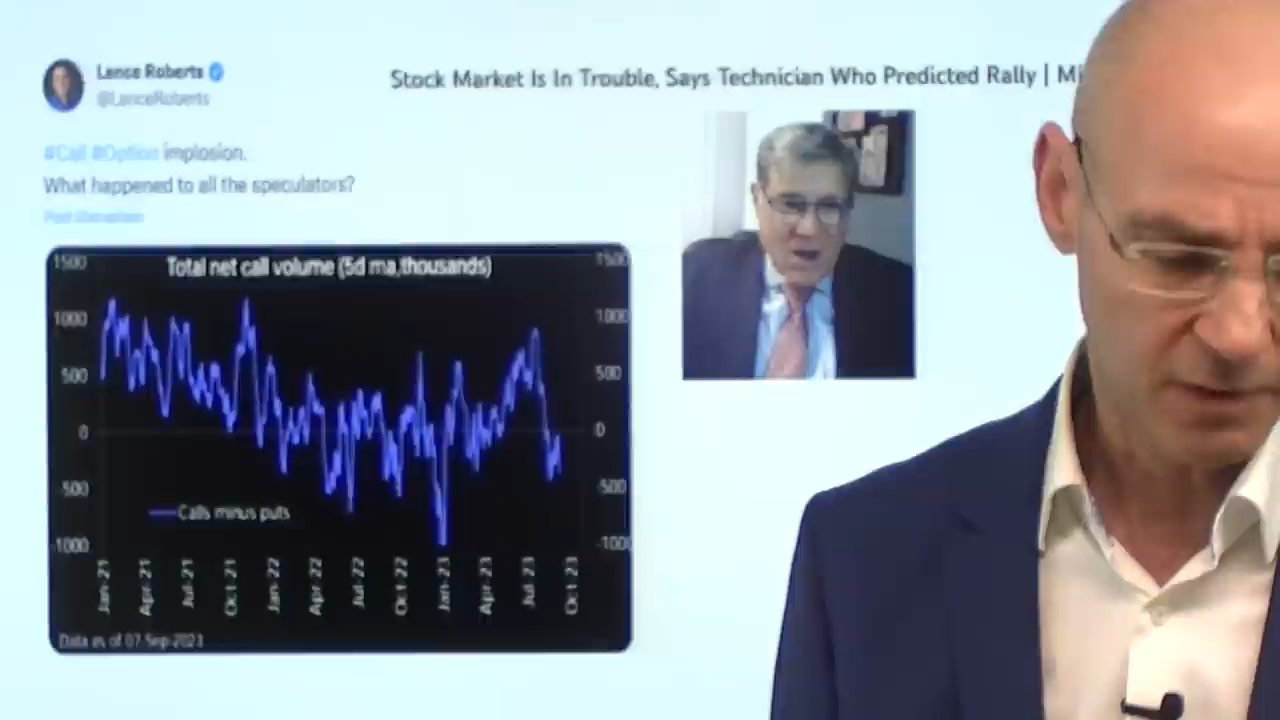 Lance Roberts
@LanceRoberts
#Call #Option implosion.
What happened to all the speculators?
Stock Market Is In Trouble, Says Technician Who Predicted Rally | Mi
Total net call volume (5d ma,thousands)
1500
1000
500
0
-500
-1000
1500
1000
500
0
-500
-1000
Calls minus puts
Jan-21
Apr-21
Jul-21
Oct-21
Jan-22
Apr-22
Jul-22
Oct-22
Jan-23
Apr-23
Jul-23
Oct-23
Data as of 07-Sep-2023